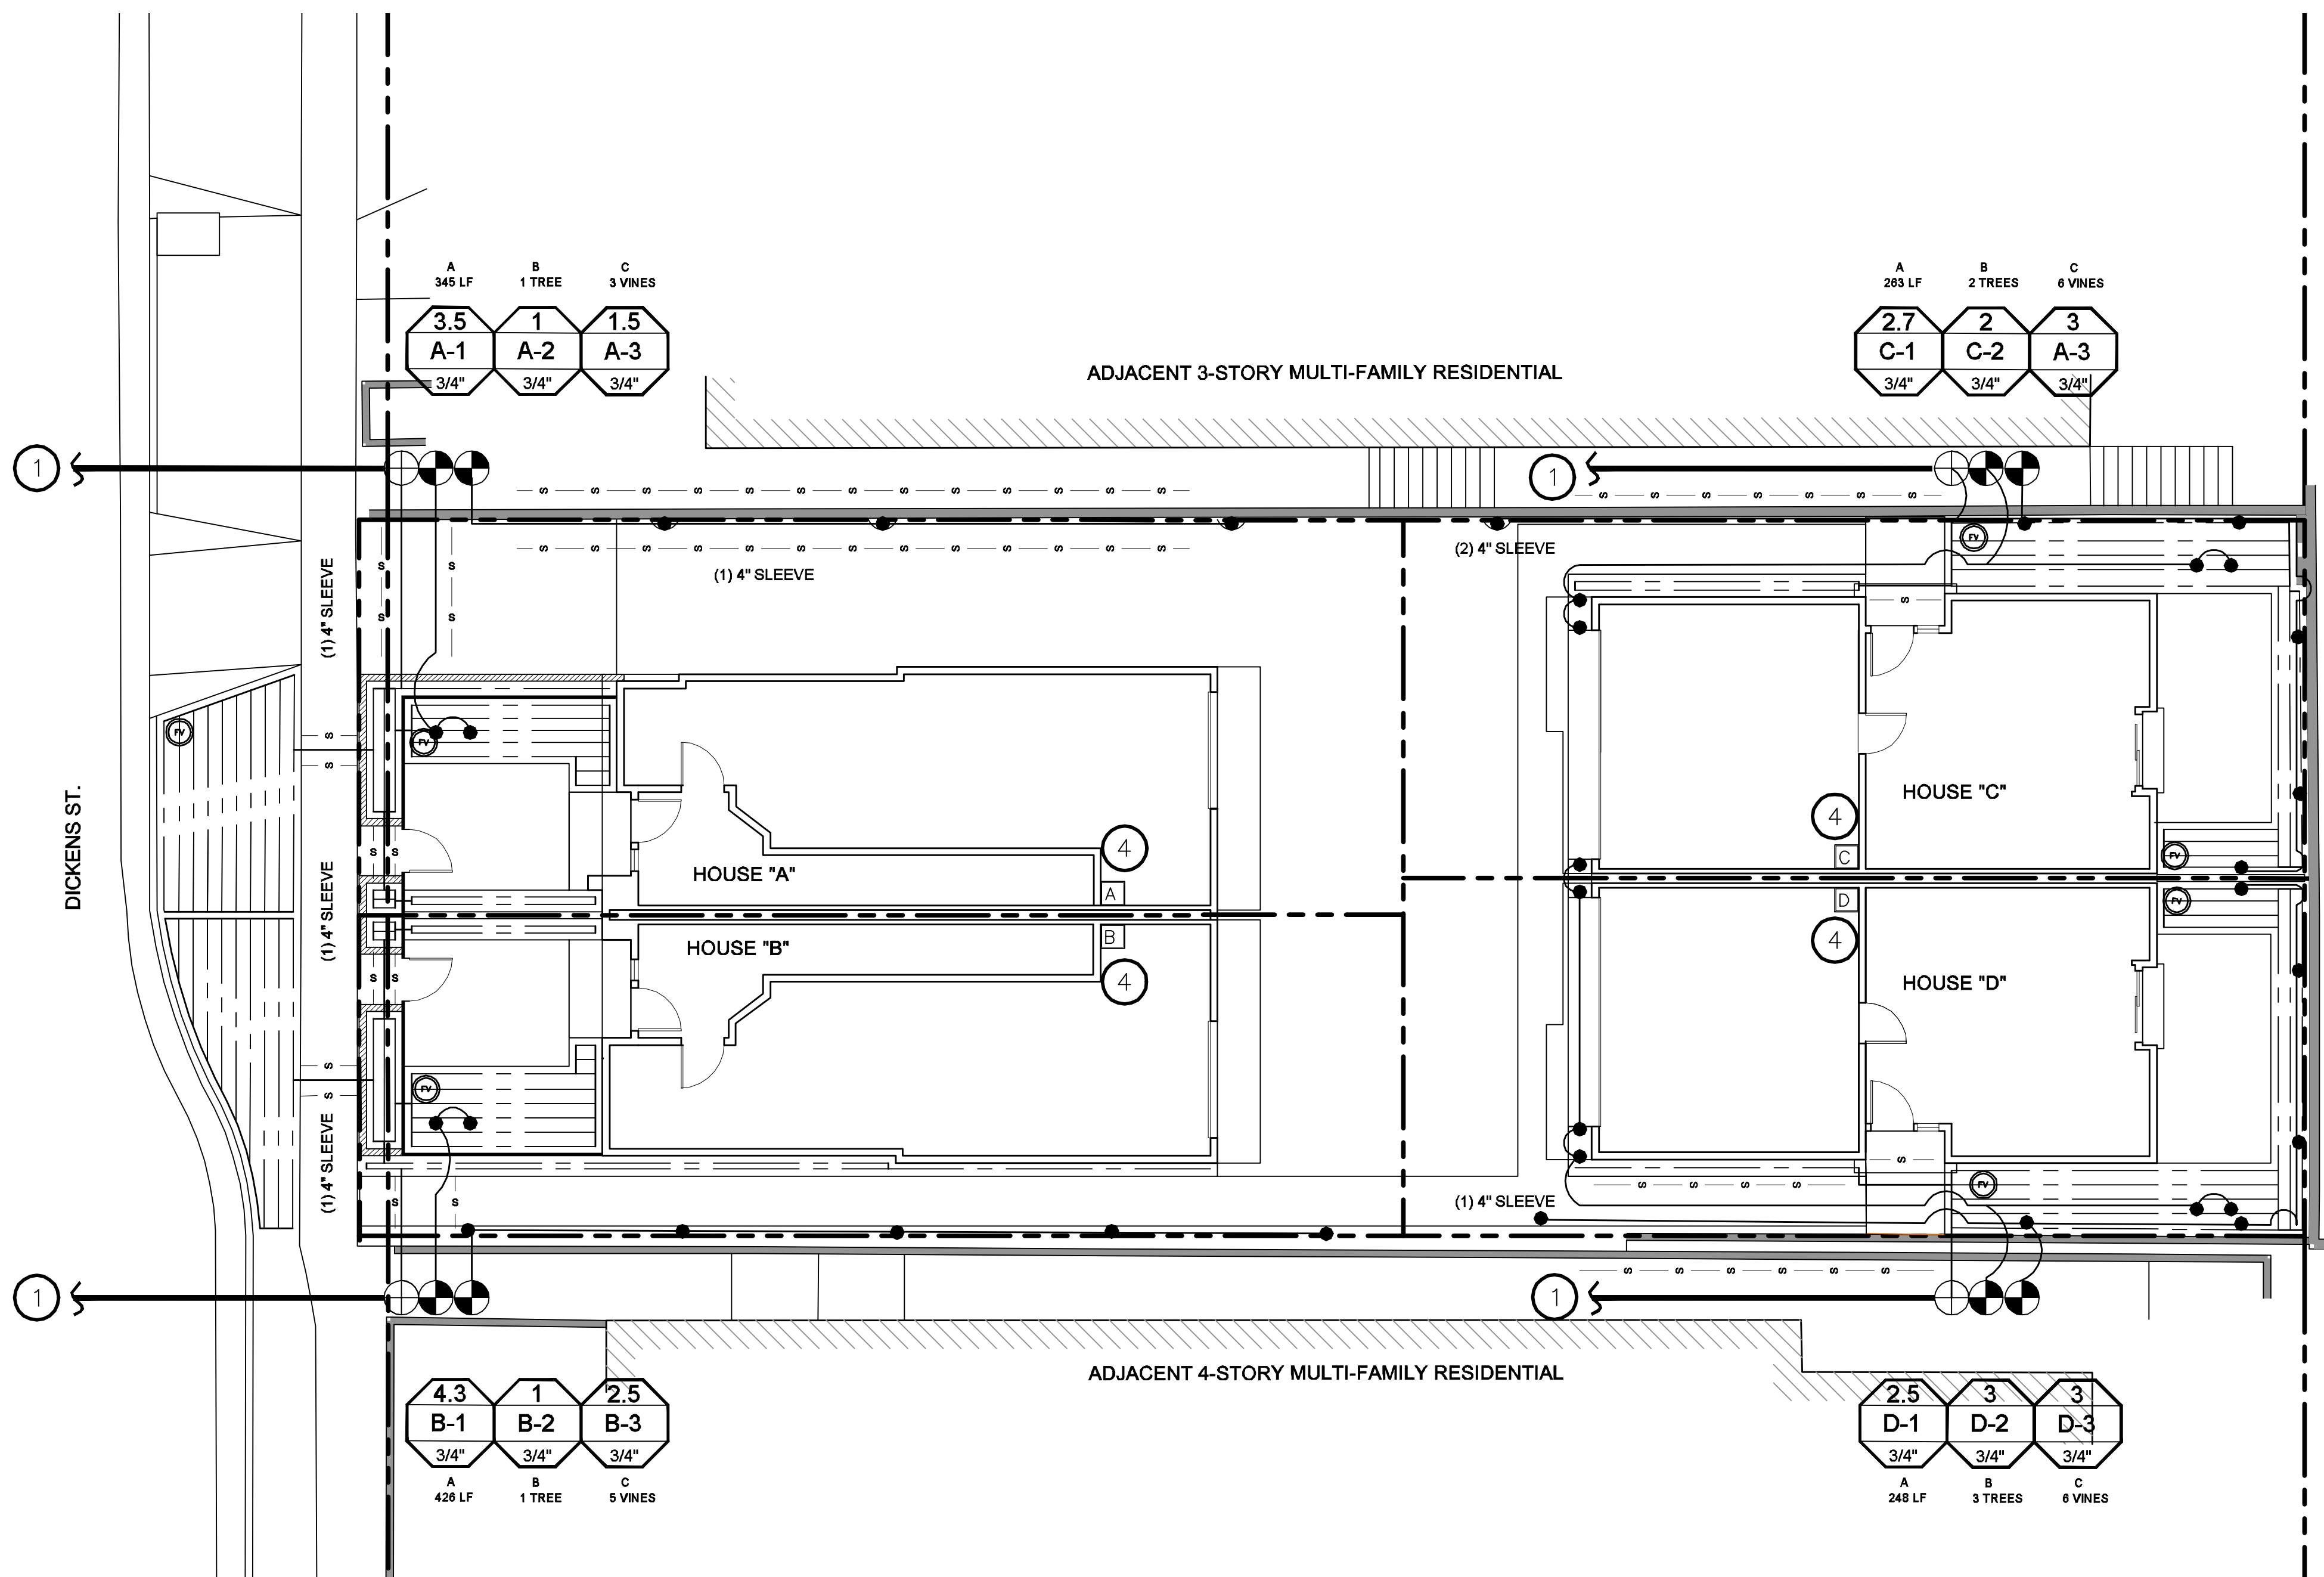 A B C
345 LF 1 TREE 3 VINES
3.5 1 1.5
A-1 A-2 A-3
3/4" 3/4" 3/4"
A B C
263 LF 2 TREES 6 VINES
2.7 2 3
C-1 C-2 A-3
3/4" 3/4" 3/4"
ADJACENT 3-STORY MULTI-FAMILY RESIDENTIAL
1
1
S S S S S S S S S S S S S
S S S S S S S
S S S S S S S S S S S S S
(1) 4" SLEEVE
(2) 4" SLEEVE
FV
(1) 4" SLEEVE
S S
S S
S
FV
FV
S
S
DICKENS ST.
HOUSE "C"
4
4
C
FV
S S
HOUSE "A"
A
(1) 4" SLEEVE
D
FV
B
HOUSE "B"
4
4
S S
HOUSE "D"
S
S
FV
(1) 4" SLEEVE
S
FV
S S S S
S S
(1) 4" SLEEVE
S S S S S S
1
1
ADJACENT 4-STORY MULTI-FAMILY RESIDENTIAL
4.3 1 2.5
B-1 B-2 B-3
3/4" 3/4" 3/4"
A B C
426 LF 1 TREE 5 VINES
2.5 3 3
D-1 D-2 D-3
3/4" 3/4" 3/4"
A B C
248 LF 3 TREES 6 VINES